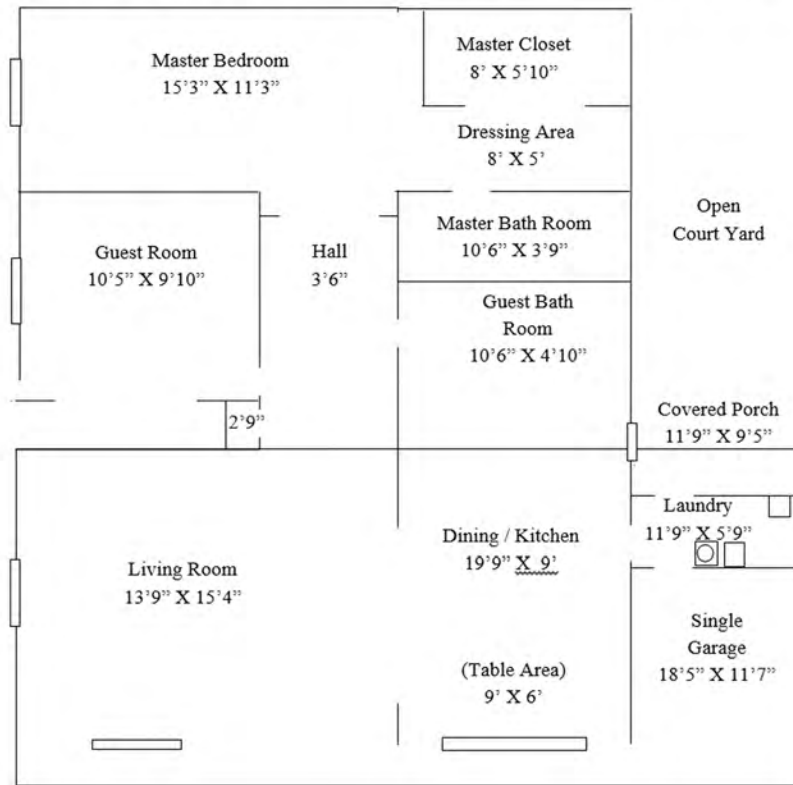 Master Bedroom
15’3” X 11’3”
Master Closet
8’ X 5’10”
Dressing Area
8’ X 5’
Guest Room
10’5” X 9’10”
Hall
3’6”
Master Bath Room
10’6” X 3’9”
Open
Court Yard
Guest Bath
Room
10’6” X 4’10”
2’9”
Covered Porch
11’9” X 9’5”
Laundry
11’9” X 5’9”
Living Room
13’9” X 15’4”
Dining / Kitchen
19’9” X 9’
(Table Area)
9’ X 6’
Single
Garage
18’5” X 11’7”